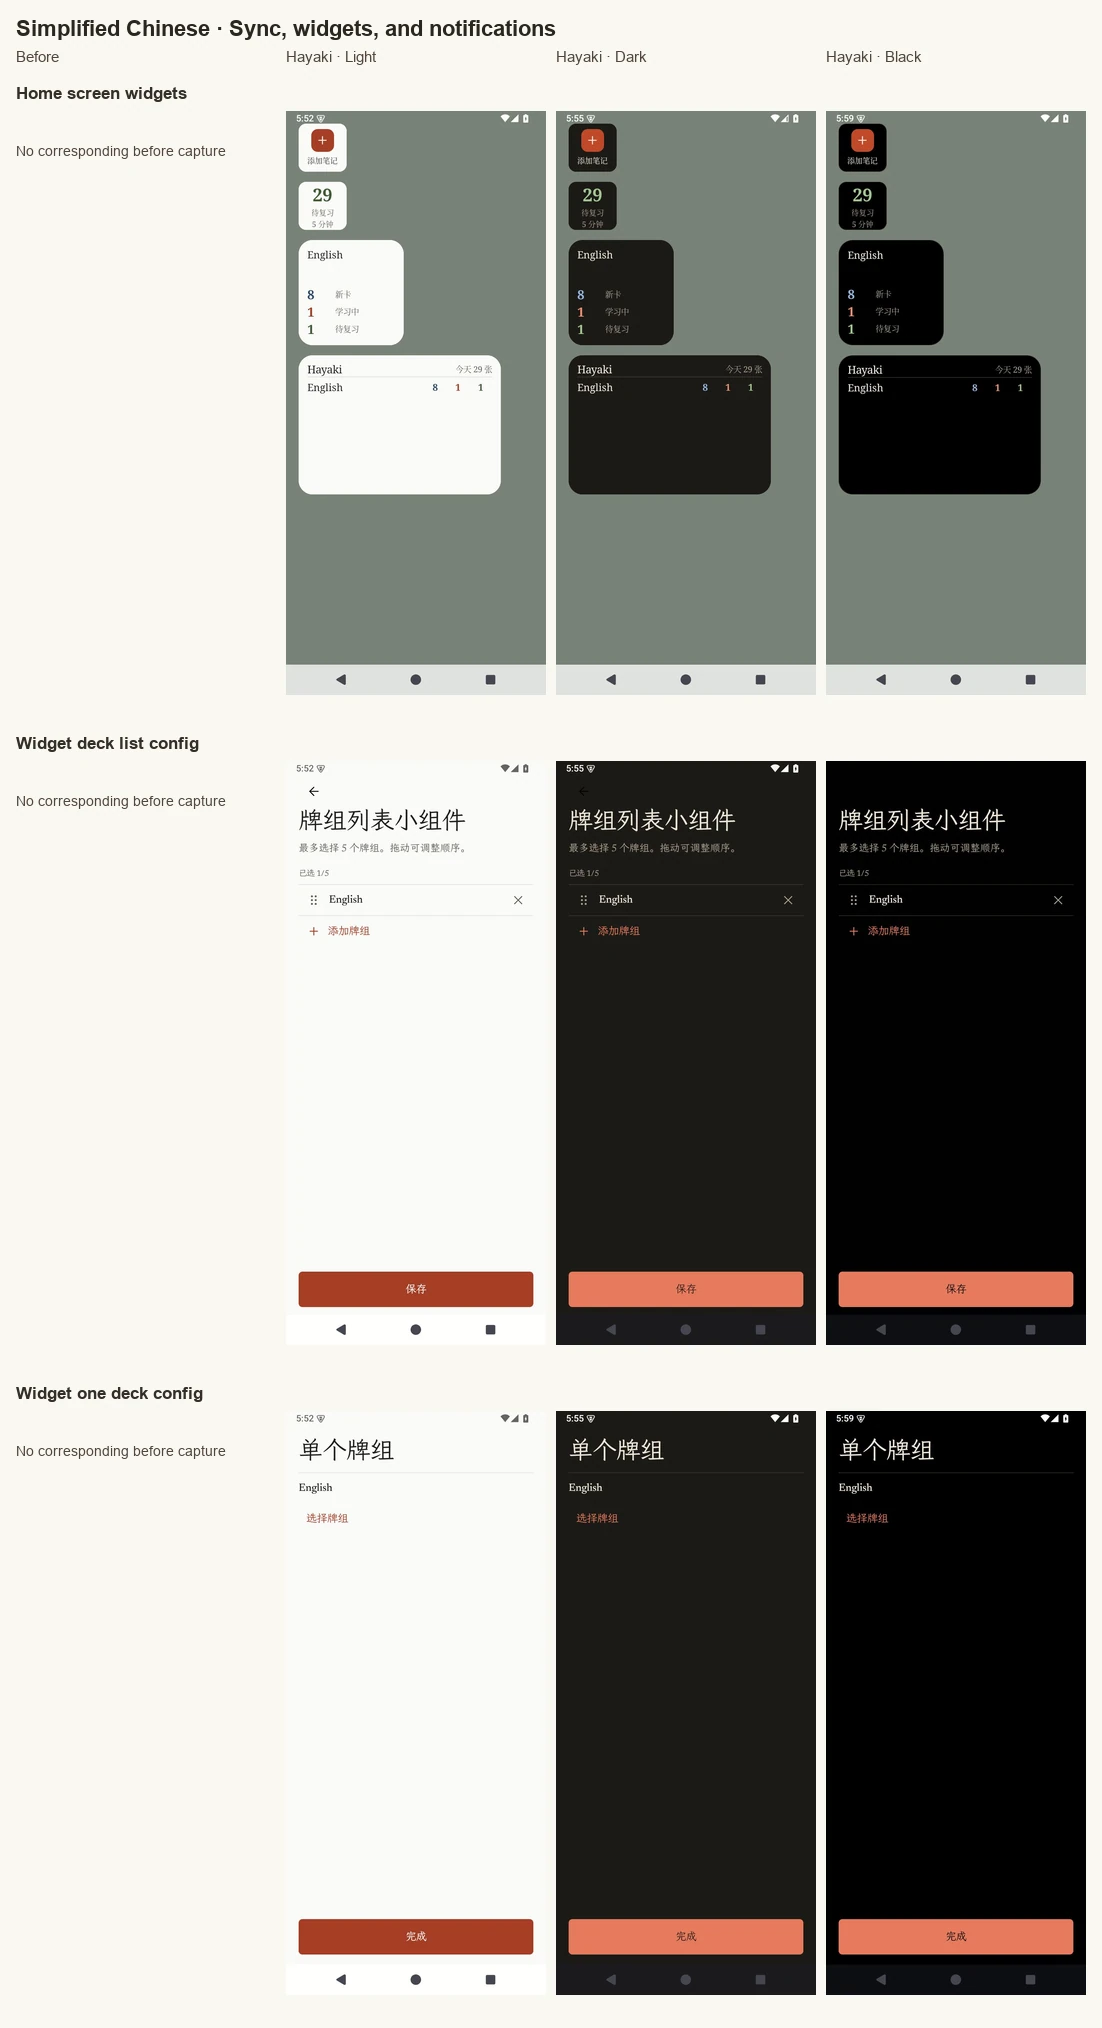 Simplified Chinese · Sync, widgets, and notifications
Before
Hayaki · Light
Hayaki · Dark
Hayaki · Black
Home screen widgets
No corresponding before capture
5:52
添加笔记
29
待复习
5 分钟
English
8 新卡
1 学习中
1 待复习
Hayaki 今天 29 张
English 8 1 1
5:55
添加笔记
29
待复习
5 分钟
English
8 新卡
1 学习中
1 待复习
Hayaki 今天 29 张
English 8 1 1
5:59
添加笔记
29
待复习
5 分钟
English
8 新卡
1 学习中
1 待复习
Hayaki 今天 29 张
English 8 1 1
Widget deck list config
No corresponding before capture
5:52
牌组列表小组件
最多选择 5 个牌组。拖动可调整顺序。
已选 1/5
English
添加牌组
保存
5:55
牌组列表小组件
最多选择 5 个牌组。拖动可调整顺序。
已选 1/5
English
添加牌组
保存
牌组列表小组件
最多选择 5 个牌组。拖动可调整顺序。
已选 1/5
English
添加牌组
保存
Widget one deck config
No corresponding before capture
5:52
单个牌组
English
选择牌组
完成
5:55
单个牌组
English
选择牌组
完成
5:59
单个牌组
English
选择牌组
完成